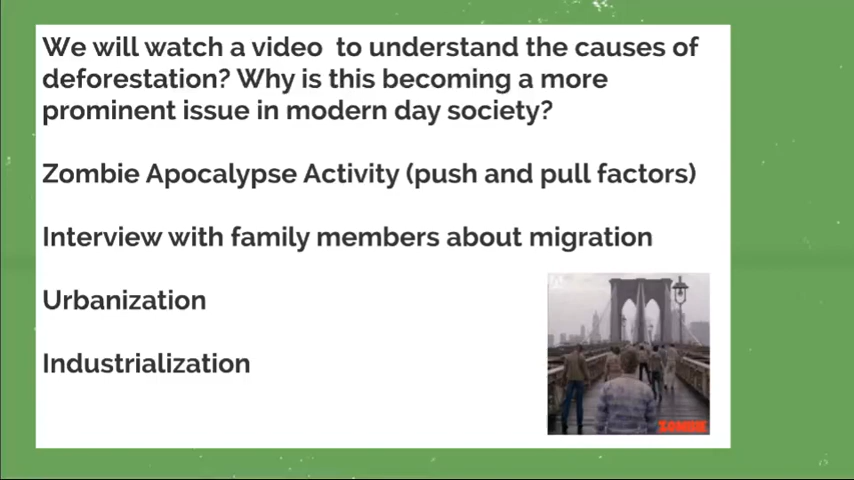 We will watch a video  to understand the causes of
deforestation? Why is this becoming a more
prominent issue in modern day society?
Zombie Apocalypse Activity (push and pull factors)
Interview with family members about migration
Urbanization
Industrialization
ZOMBIE